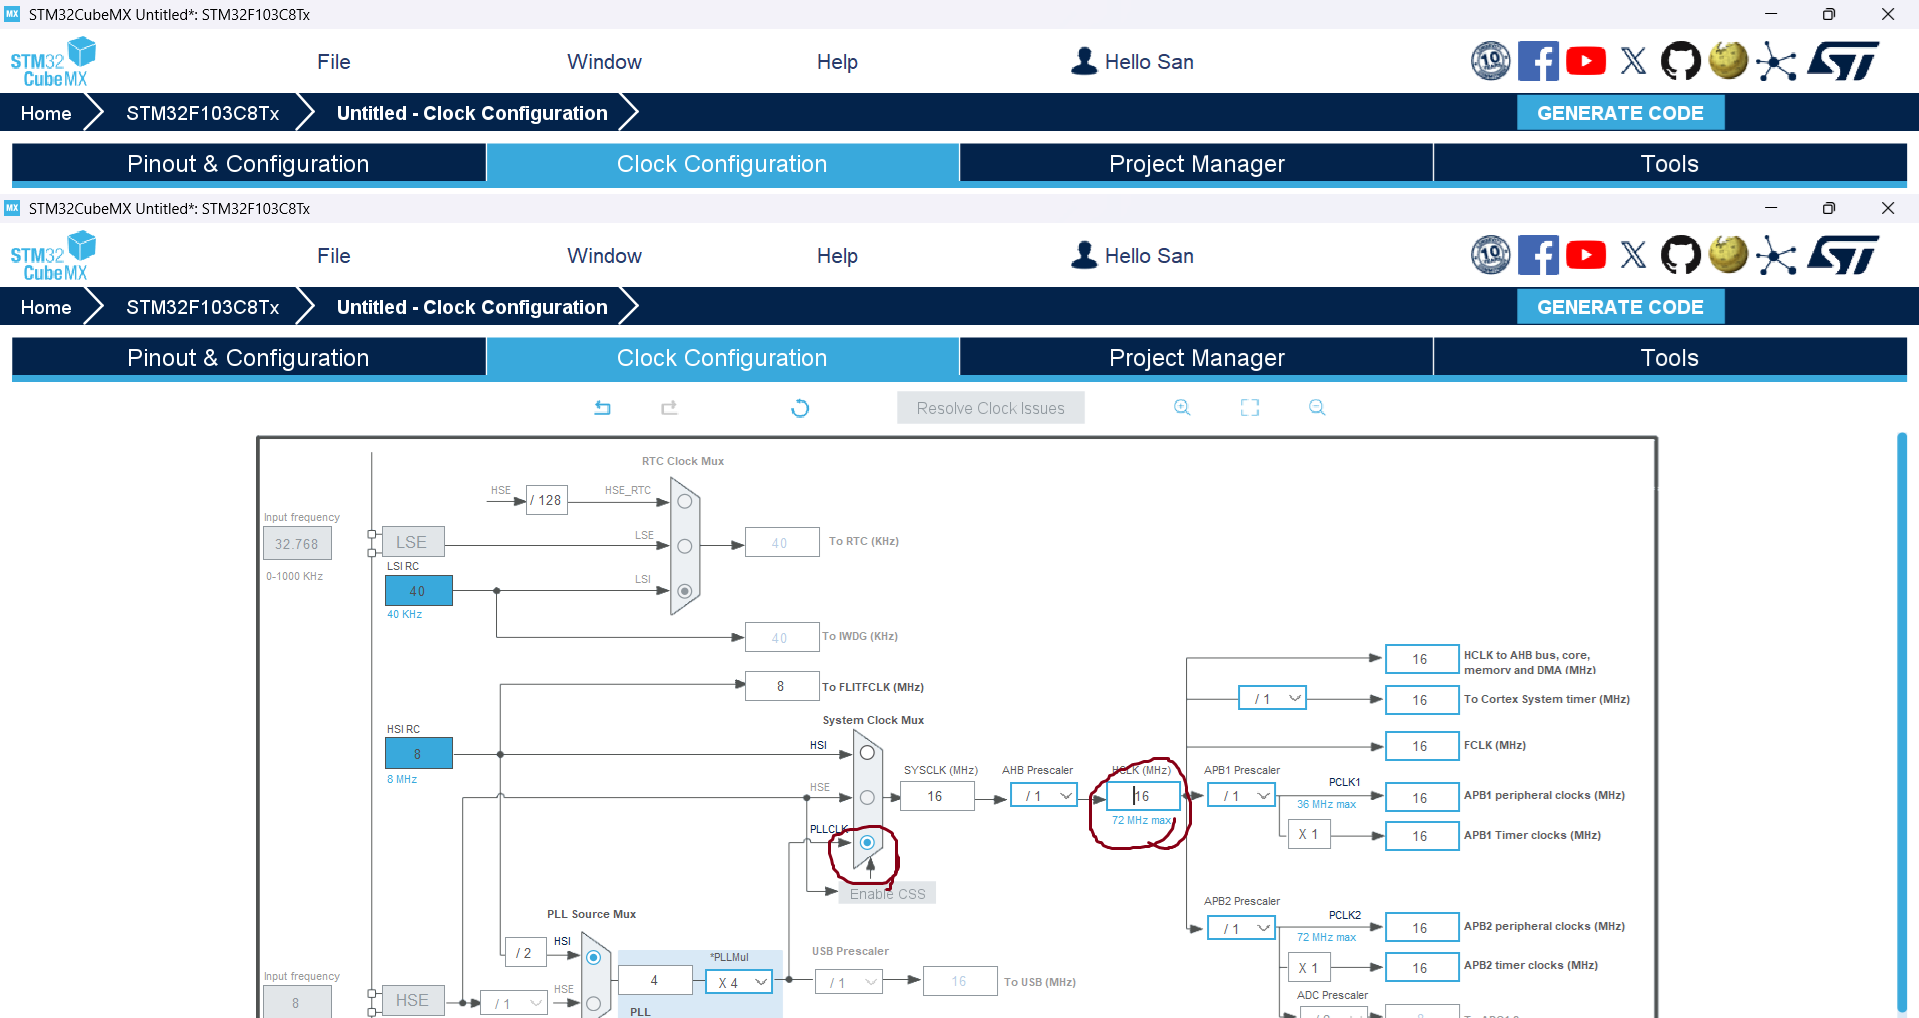 MX STM32CubeMX Untitled*: STM32F103C8Tx
STM32 CubeMX
File Window Help Hello San
10 ST
Home STM32F103C8Tx Untitled - Clock Configuration GENERATE CODE
Pinout & Configuration Clock Configuration Project Manager Tools
MX STM32CubeMX Untitled*: STM32F103C8Tx
STM32 CubeMX
File Window Help Hello San
10 ST
Home STM32F103C8Tx Untitled - Clock Configuration GENERATE CODE
Pinout & Configuration Clock Configuration Project Manager Tools
Resolve Clock Issues
RTC Clock Mux
HSE / 128 HSE_RTC
Input frequency
32.768 LSE LSE 40 To RTC (KHz)
0-1000 KHz
LSI RC
40 LSI
40 KHz
40 To IWDG (KHz)
16 HCLK to AHB bus, core,
memory and DMA (MHz)
8 To FLITFCLK (MHz)
/ 1 16 To Cortex System timer (MHz)
System Clock Mux
HSI RC
8 HSI
8 MHz
16 FCLK (MHz)
SYSCLK (MHz) AHB Prescaler HCLK (MHz) APB1 Prescaler
HSE 16 / 1 16 / 1 PCLK1
72 MHz max 36 MHz max 16 APB1 peripheral clocks (MHz)
PLLCLK
X 1 16 APB1 Timer clocks (MHz)
Enable CSS
APB2 Prescaler
PLL Source Mux
/ 1 PCLK2 16 APB2 peripheral clocks (MHz)
72 MHz max
/ 2 HSI
*PLLMul USB Prescaler
X 1 16 APB2 timer clocks (MHz)
4 X 4 / 1 16 To USB (MHz)
Input frequency
8 HSE / 1 HSE
ADC Prescaler
PLL